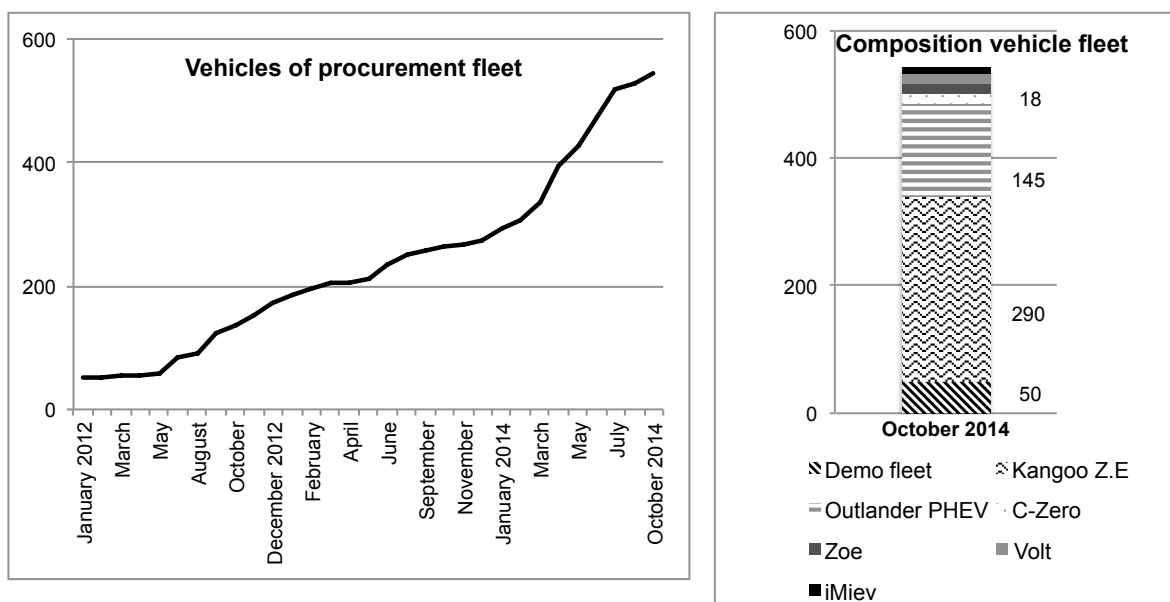 Vehicles of procurement fleet
600
400
200
0
January 2012
March
May
August
October
December 2012
February
April
June
September
November
January 2014
March
May
July
October 2014
Composition vehicle fleet
600
400
200
0
18
145
290
50
October 2014
Demo fleet
Kangoo Z.E
Outlander PHEV
C-Zero
Zoe
Volt
iMiev